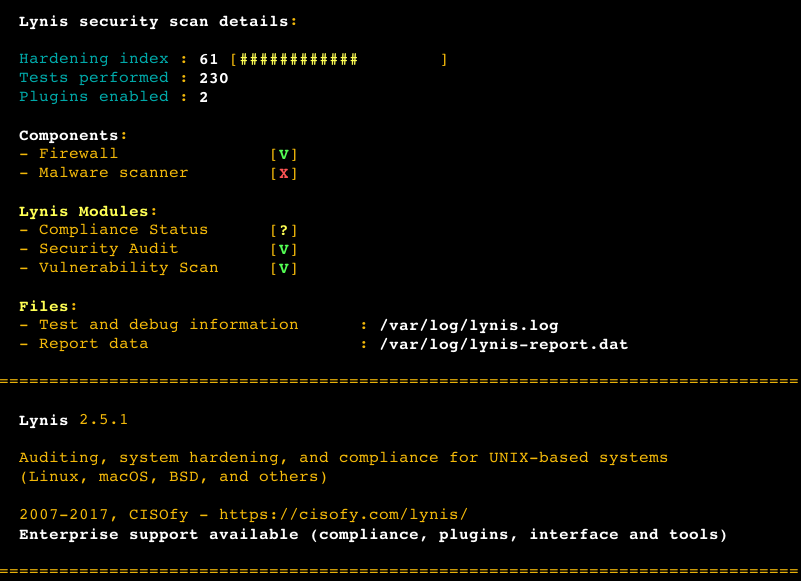 Lynis security scan details:
Hardening index : 61 [############        ]
Tests performed : 230
Plugins enabled : 2
Components:
- Firewall               [V]
- Malware scanner        [X]
Lynis Modules:
- Compliance Status      [?]
- Security Audit         [V]
- Vulnerability Scan     [V]
Files:
- Test and debug information      : /var/log/lynis.log
- Report data                     : /var/log/lynis-report.dat
================================================================================
Lynis 2.5.1
Auditing, system hardening, and compliance for UNIX-based systems
(Linux, macOS, BSD, and others)
2007-2017, CISOfy - https://cisofy.com/lynis/
Enterprise support available (compliance, plugins, interface and tools)
================================================================================